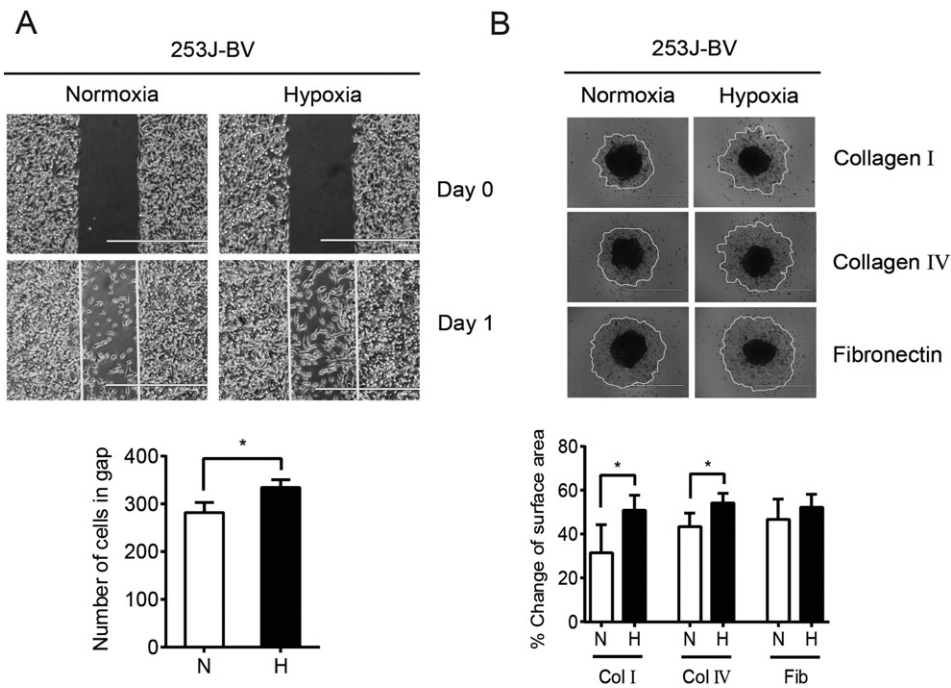 A
253J-BV
Normoxia Hypoxia
Day 0
Day 1
Number of cells in gap
400
300
200
100
0
*
N H
B
253J-BV
Normoxia Hypoxia
Collagen I
Collagen IV
Fibronectin
% Change of surface area
80
60
40
20
0
* *
N H N H N H
Col I Col IV Fib